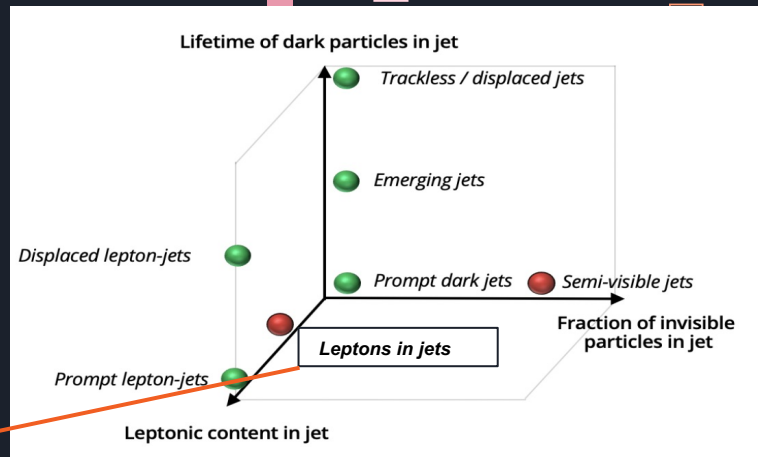 Lifetime of dark particles in jet
Trackless / displaced jets
Emerging jets
Displaced lepton-jets
Prompt dark jets
Semi-visible jets
Fraction of invisible
particles in jet
Leptons in jets
Prompt lepton-jets
Leptonic content in jet